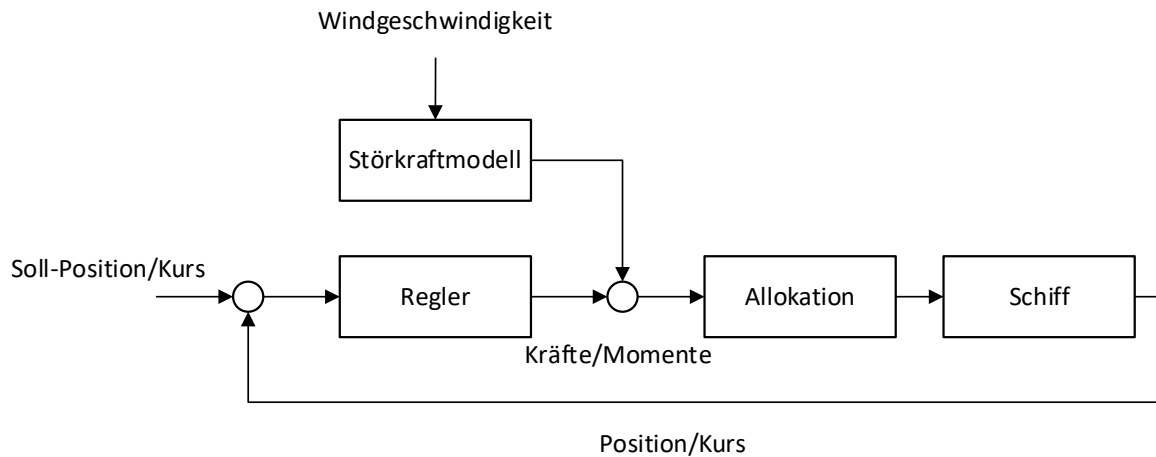 Windgeschwindigkeit
Störkraftmodell
Soll-Position/Kurs
Regler
Allokation
Schiff
Kräfte/Momente
Position/Kurs